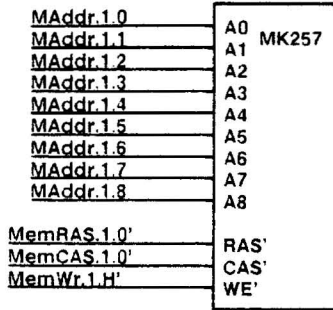 MAddr.1.0
MAddr.1.1
MAddr.1.2
MAddr.1.3
MAddr.1.4
MAddr.1.5
MAddr.1.6
MAddr.1.7
MAddr.1.8
MemRAS.1.0'
MemCAS.1.0'
MemWr.1.H'
A0 MK257
A1
A2
A3
A4
A5
A6
A7
A8
RAS'
CAS'
WE'